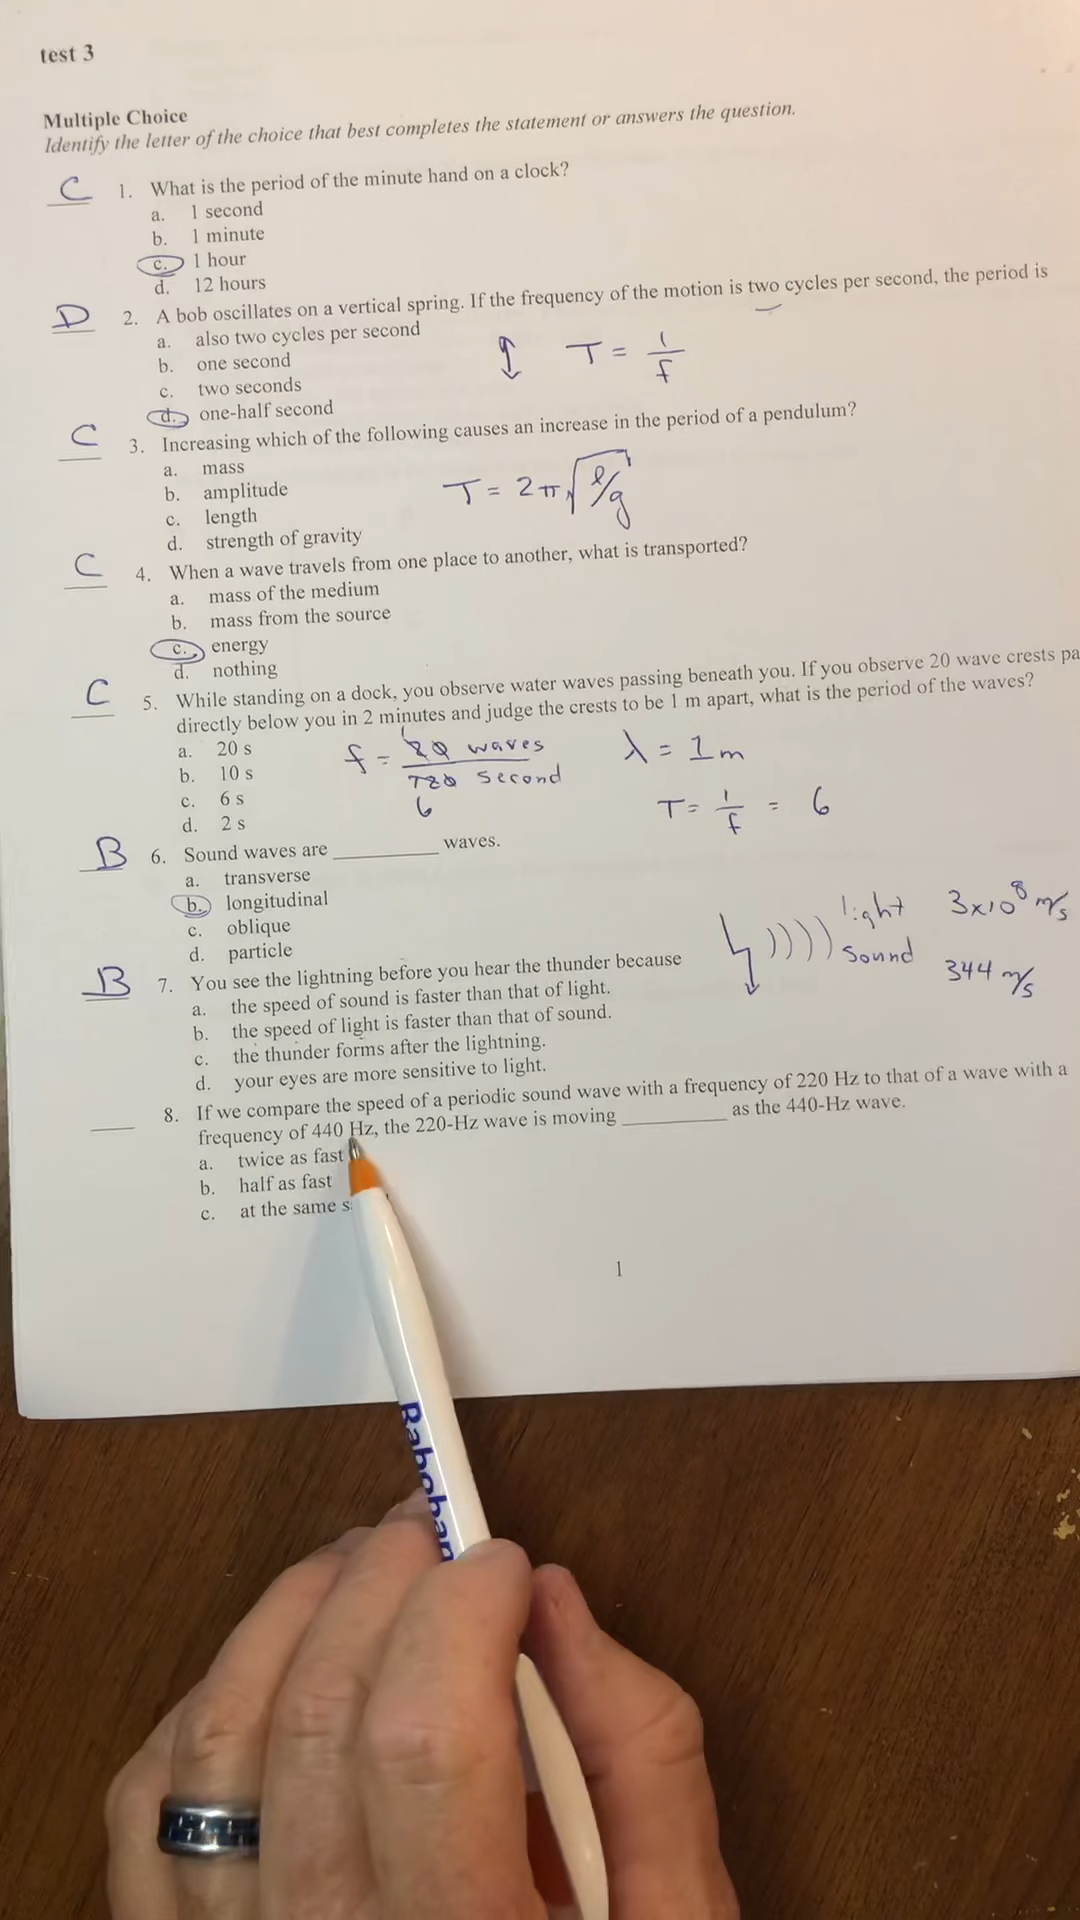 test 3
Multiple Choice
Identify the letter of the choice that best completes the statement or answers the question.
C 1. What is the period of the minute hand on a clock?
a. 1 second
b. 1 minute
c. 1 hour
d. 12 hours
D 2. A bob oscillates on a vertical spring. If the frequency of the motion is two cycles per second, the period is
a. also two cycles per second
b. one second
c. two seconds
d. one-half second
T = 1/f
C 3. Increasing which of the following causes an increase in the period of a pendulum?
a. mass
b. amplitude
c. length
d. strength of gravity
T = 2π√ℓ/g
C 4. When a wave travels from one place to another, what is transported?
a. mass of the medium
b. mass from the source
c. energy
d. nothing
C 5. While standing on a dock, you observe water waves passing beneath you. If you observe 20 wave crests pa
directly below you in 2 minutes and judge the crests to be 1 m apart, what is the period of the waves?
a. 20 s
b. 10 s
c. 6 s
d. 2 s
f = 20 waves
120 second
6
λ = 1m
T = 1/f = 6
B 6. Sound waves are __________ waves.
a. transverse
b. longitudinal
c. oblique
d. particle
light 3x10⁸ m/s
sound 344 m/s
B 7. You see the lightning before you hear the thunder because
a. the speed of sound is faster than that of light.
b. the speed of light is faster than that of sound.
c. the thunder forms after the lightning.
d. your eyes are more sensitive to light.
8. If we compare the speed of a periodic sound wave with a frequency of 220 Hz to that of a wave with a
frequency of 440 Hz, the 220-Hz wave is moving __________ as the 440-Hz wave.
a. twice as fast
b. half as fast
c. at the same s
1
Raboban